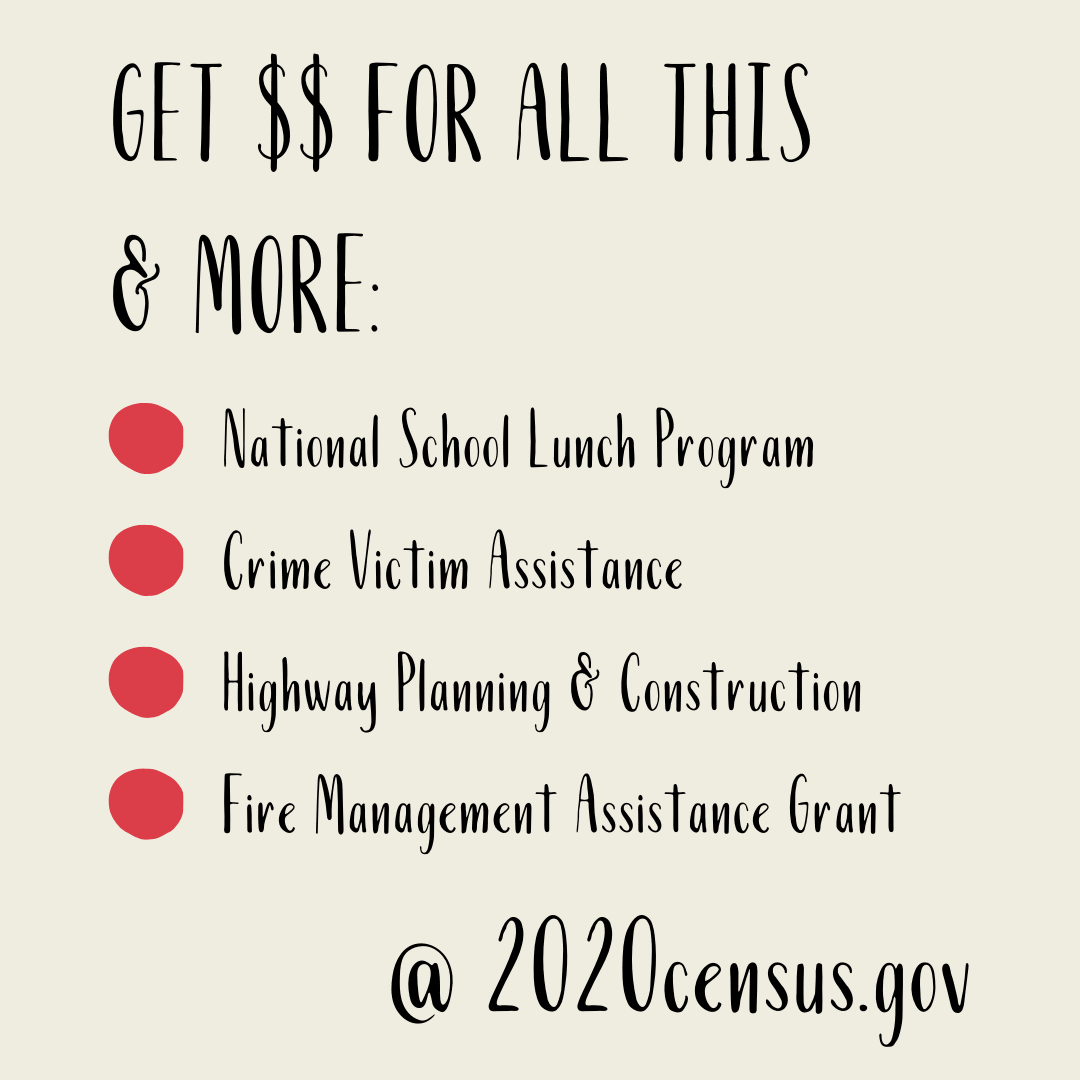 GET $$ FOR ALL THIS
& MORE:
National School Lunch Program
Crime Victim Assistance
Highway Planning & Construction
Fire Management Assistance Grant
@ 2020census.gov